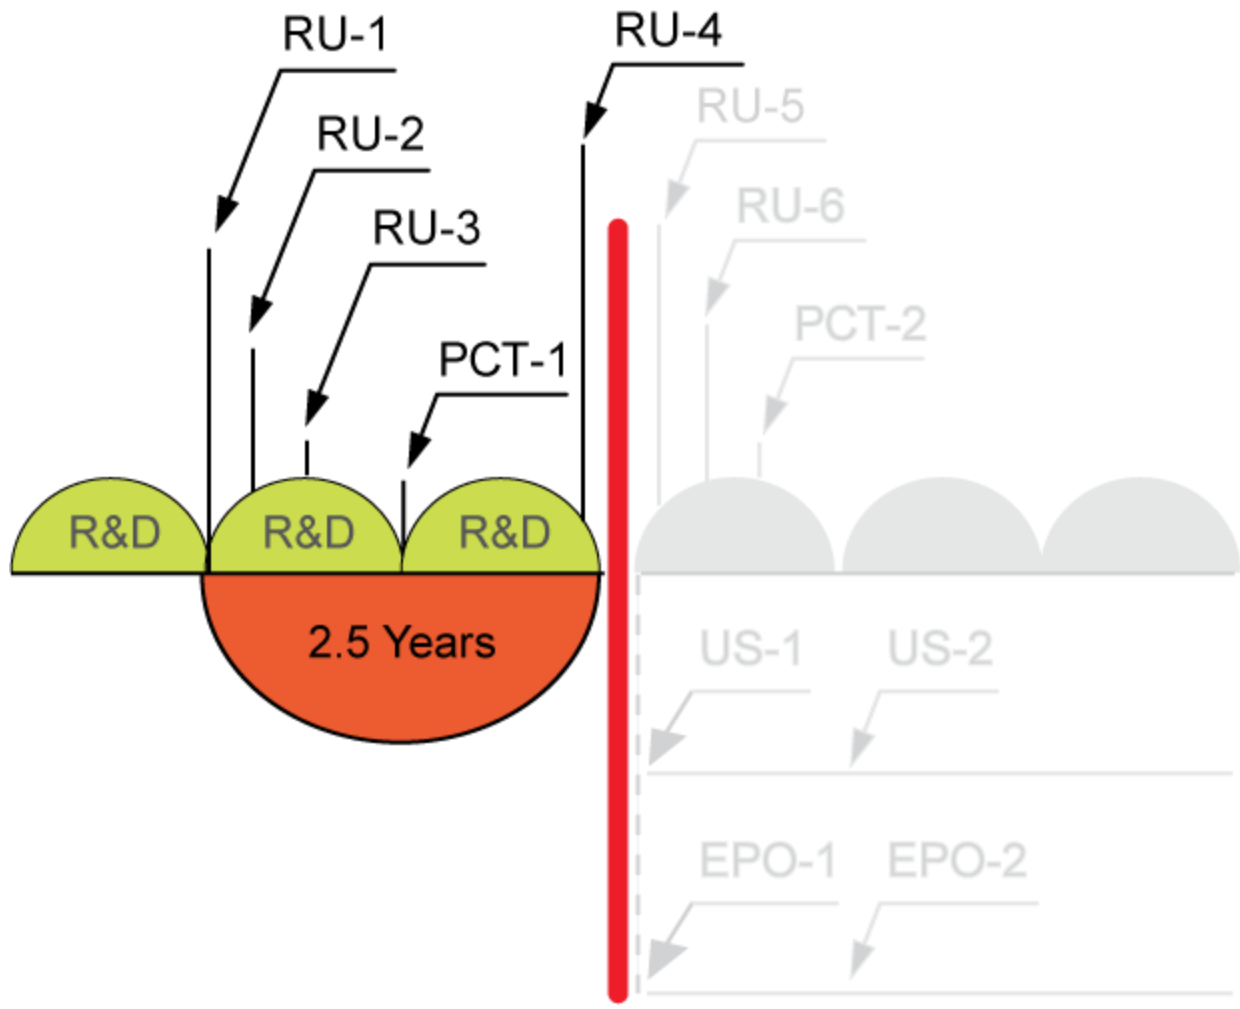 RU-1
RU-4
RU-5
RU-2
RU-6
RU-3
PCT-2
PCT-1
R&D
R&D
R&D
2.5 Years
US-1
US-2
EPO-1
EPO-2